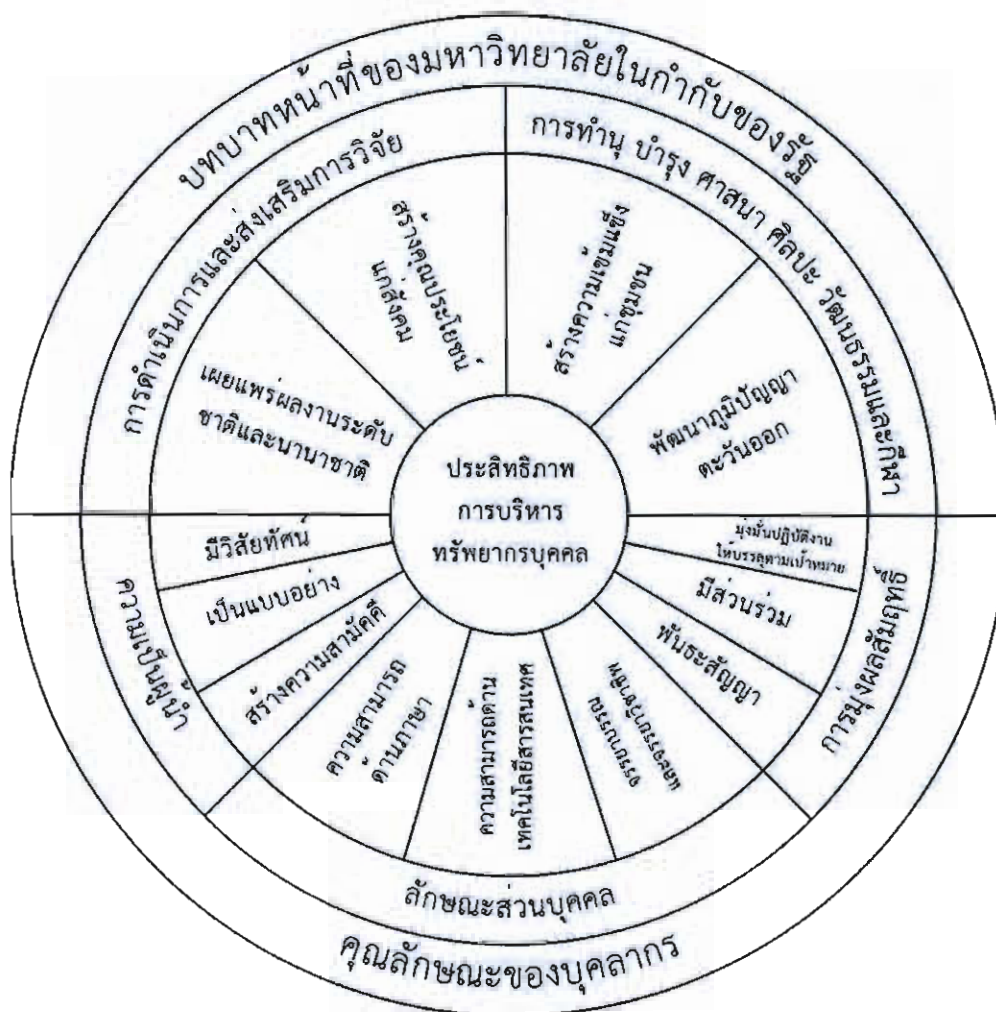 บทบาทหน้าที่ของมหาวิทยาลัยในกำกับของรัฐ
การดำเนินการและส่งเสริมการวิจัย
การทำนุ บำรุง ศาสนา ศิลปะ วัฒนธรรมและกีฬา
เผยแพร่ผลงานระดับ
ชาติและนานาชาติ
สร้างคุณประโยชน์
แก่สังคม
สร้างความเข้มแข็ง
แก่ชุมชน
พัฒนาภูมิปัญญา
ตะวันออก
ประสิทธิภาพ
การบริหาร
ทรัพยากรบุคคล
มีวิสัยทัศน์
เป็นแบบอย่าง
สร้างความสามัคคี
ความเป็นผู้นำ
ความสามารถ
ด้านภาษา
ความสามารถด้าน
เทคโนโลยีสารสนเทศ
จรรยาบรรณ
และจรรยาวิชาชีพ
พันธะสัญญา
มีส่วนร่วม
มุ่งมั่นปฏิบัติงาน
ให้บรรลุตามเป้าหมาย
การมุ่งผลสัมฤทธิ์
ลักษณะส่วนบุคคล
คุณลักษณะของบุคลากร